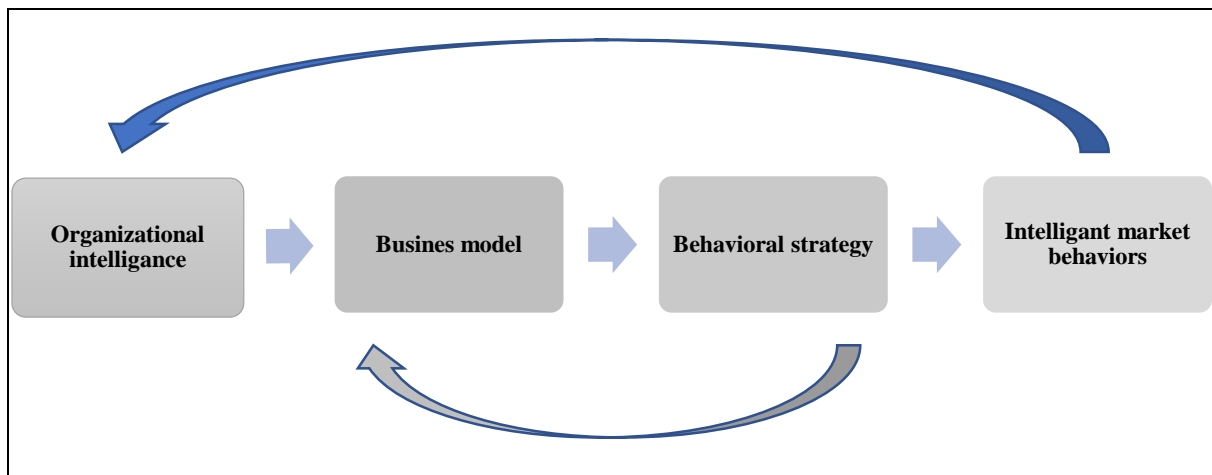 Organizational
intelligance
Busines model
Behavioral strategy
Intelligant market
behaviors